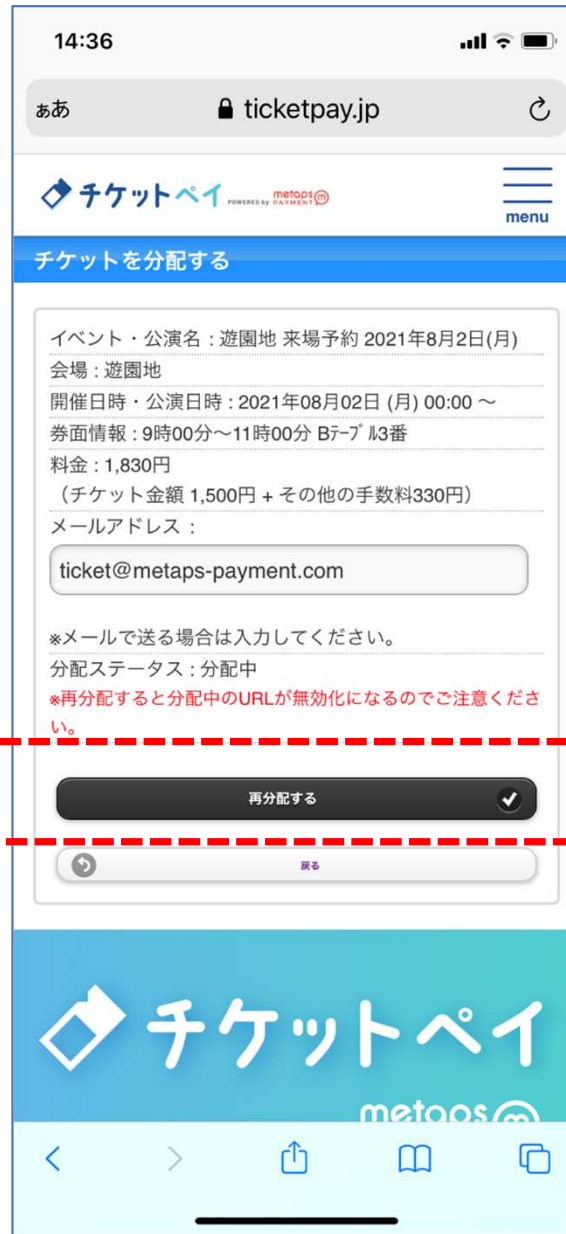 14:36
ぁあ ticketpay.jp
チケットペイ POWERED by metaps PAYMENT
menu
チケットを分配する
イベント・公演名 : 遊園地 来場予約 2021年8月2日(月)
会場 : 遊園地
開催日時・公演日時 : 2021年08月02日 (月) 00:00 ～
券面情報 : 9時00分～11時00分 Bﾃｰﾌﾞﾙ3番
料金 : 1,830円
（チケット金額 1,500円 + その他の手数料330円）
メールアドレス :
ticket@metaps-payment.com
※メールで送る場合は入力してください。
分配ステータス : 分配中
※再分配すると分配中のURLが無効化になるのでご注意くださ
い。
再分配する
戻る
チケットペイ
metaps